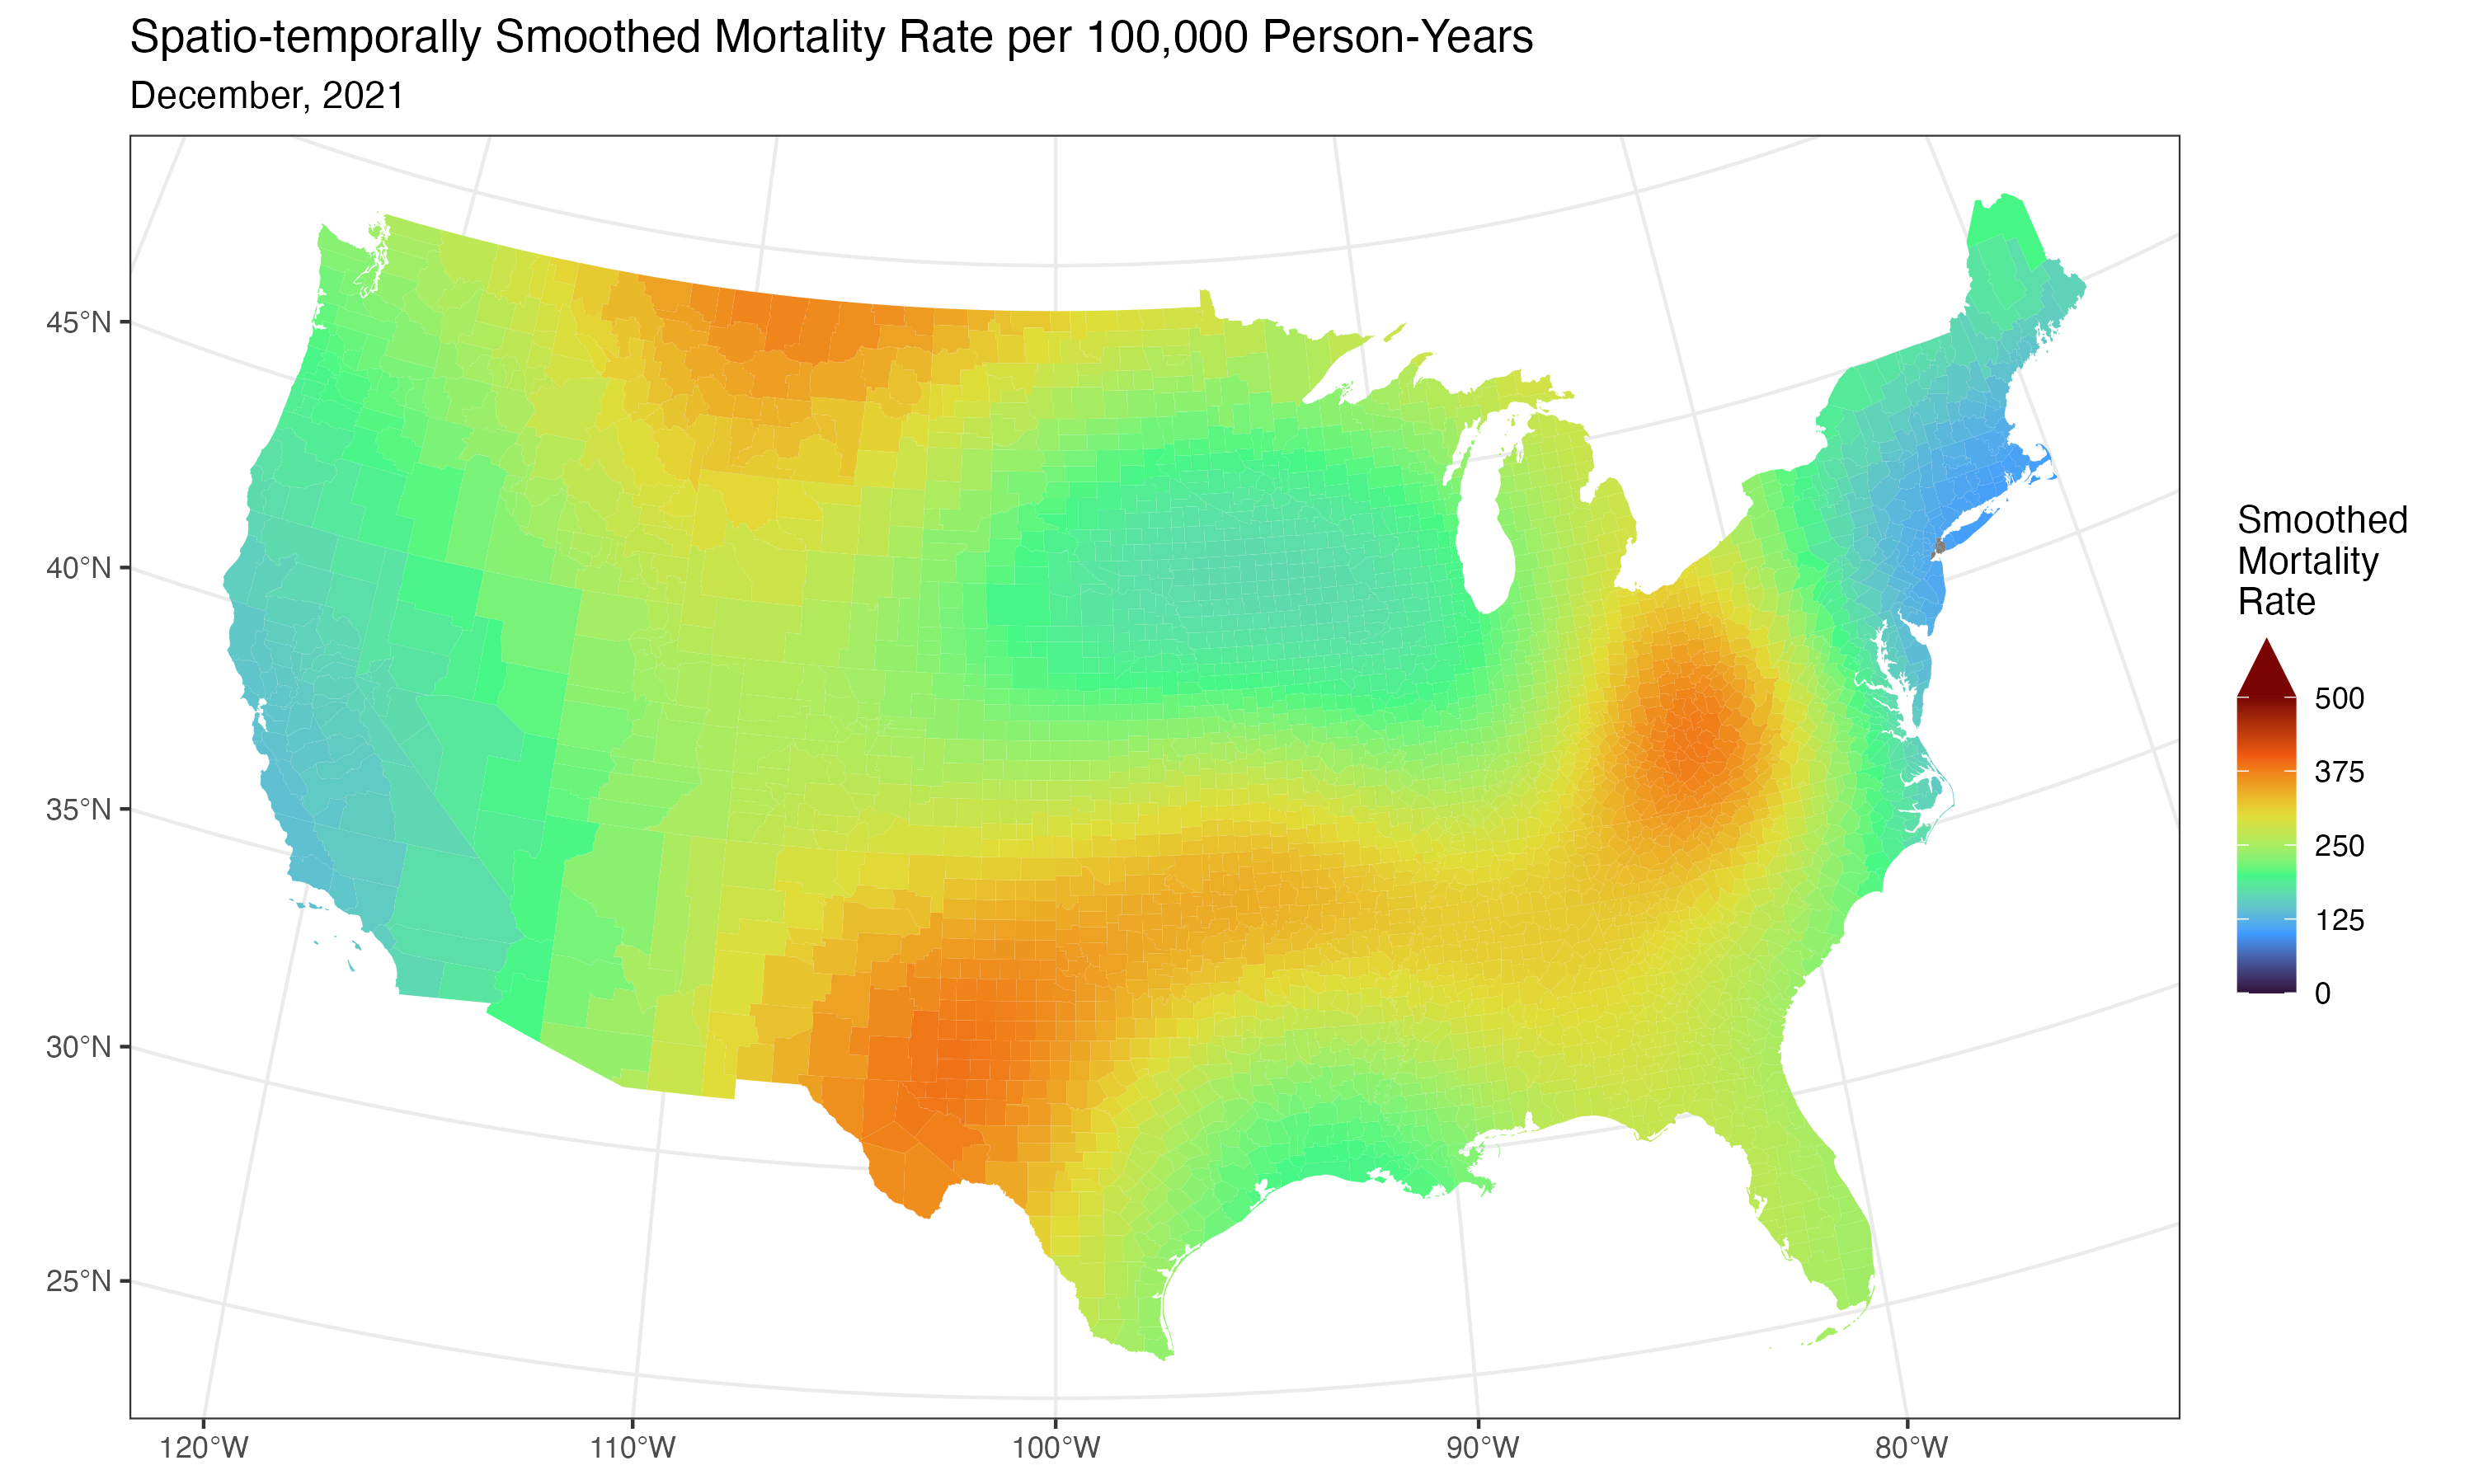 Spatio-temporally Smoothed Mortality Rate per 100,000 Person-Years
December, 2021
45°N
40°N
35°N
30°N
25°N
120°W
110°W
100°W
90°W
80°W
Smoothed
Mortality
Rate
500
375
250
125
0